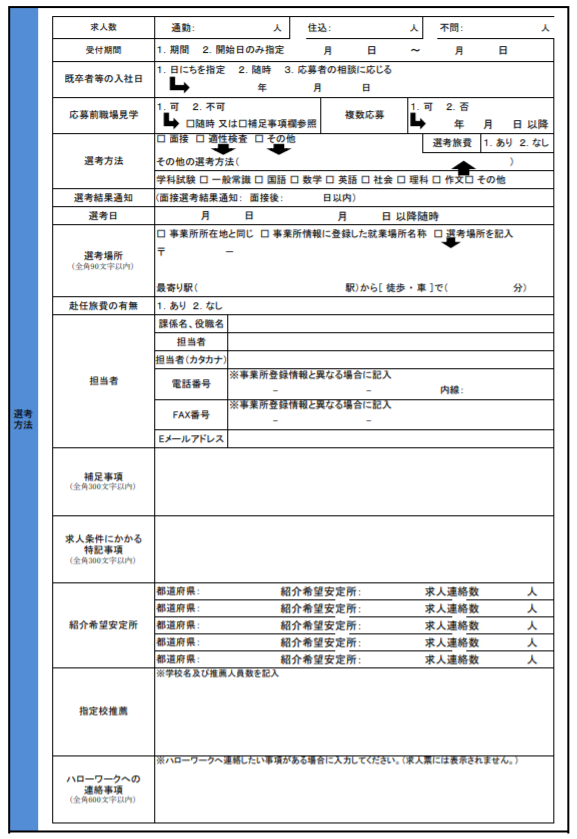 選考
方法
求人数 通勤: 人 住込: 人 不問: 人
受付期間 1. 期間 2. 開始日のみ指定 月 日 ～ 月 日
既卒者等の入社日 1. 日にちを指定 2. 随時 3. 応募者の相談に応じる
年 月 日
応募前職場見学 1. 可 2. 不可 複数応募 1. 可 2. 否
□随時 又は□補足事項欄参照 年 月 日 以降
選考方法 □ 面接 □ 適性検査 □ その他 選考旅費 1. あり 2. なし
その他の選考方法( )
学科試験 □ 一般常識 □ 国語 □ 数学 □ 英語 □ 社会 □ 理科 □ 作文□ その他
選考結果通知 (面接選考結果通知: 面接後: 日以内)
選考日 月 日 月 日 以降随時
選考場所
(全角90文字以内)
□ 事業所所在地と同じ □ 事業所情報に登録した就業場所名称 □ 選考場所を記入
〒 －
最寄り駅( 駅)から[ 徒歩・車 ]で( 分)
赴任旅費の有無 1. あり 2. なし
担当者
課係名、役職名
担当者
担当者(カタカナ)
電話番号 ※事業所登録情報と異なる場合に記入
－ － 内線:
FAX番号 ※事業所登録情報と異なる場合に記入
－ －
Eメールアドレス
補足事項
(全角300文字以内)
求人条件にかかる
特記事項
(全角300文字以内)
紹介希望安定所
都道府県: 紹介希望安定所: 求人連絡数 人
都道府県: 紹介希望安定所: 求人連絡数 人
都道府県: 紹介希望安定所: 求人連絡数 人
都道府県: 紹介希望安定所: 求人連絡数 人
都道府県: 紹介希望安定所: 求人連絡数 人
指定校推薦 ※学校名及び推薦人員数を記入
ハローワークへの
連絡事項
(全角600文字以内)
※ハローワークへ連絡したい事項がある場合に入力してください。(求人票には表示されません。)